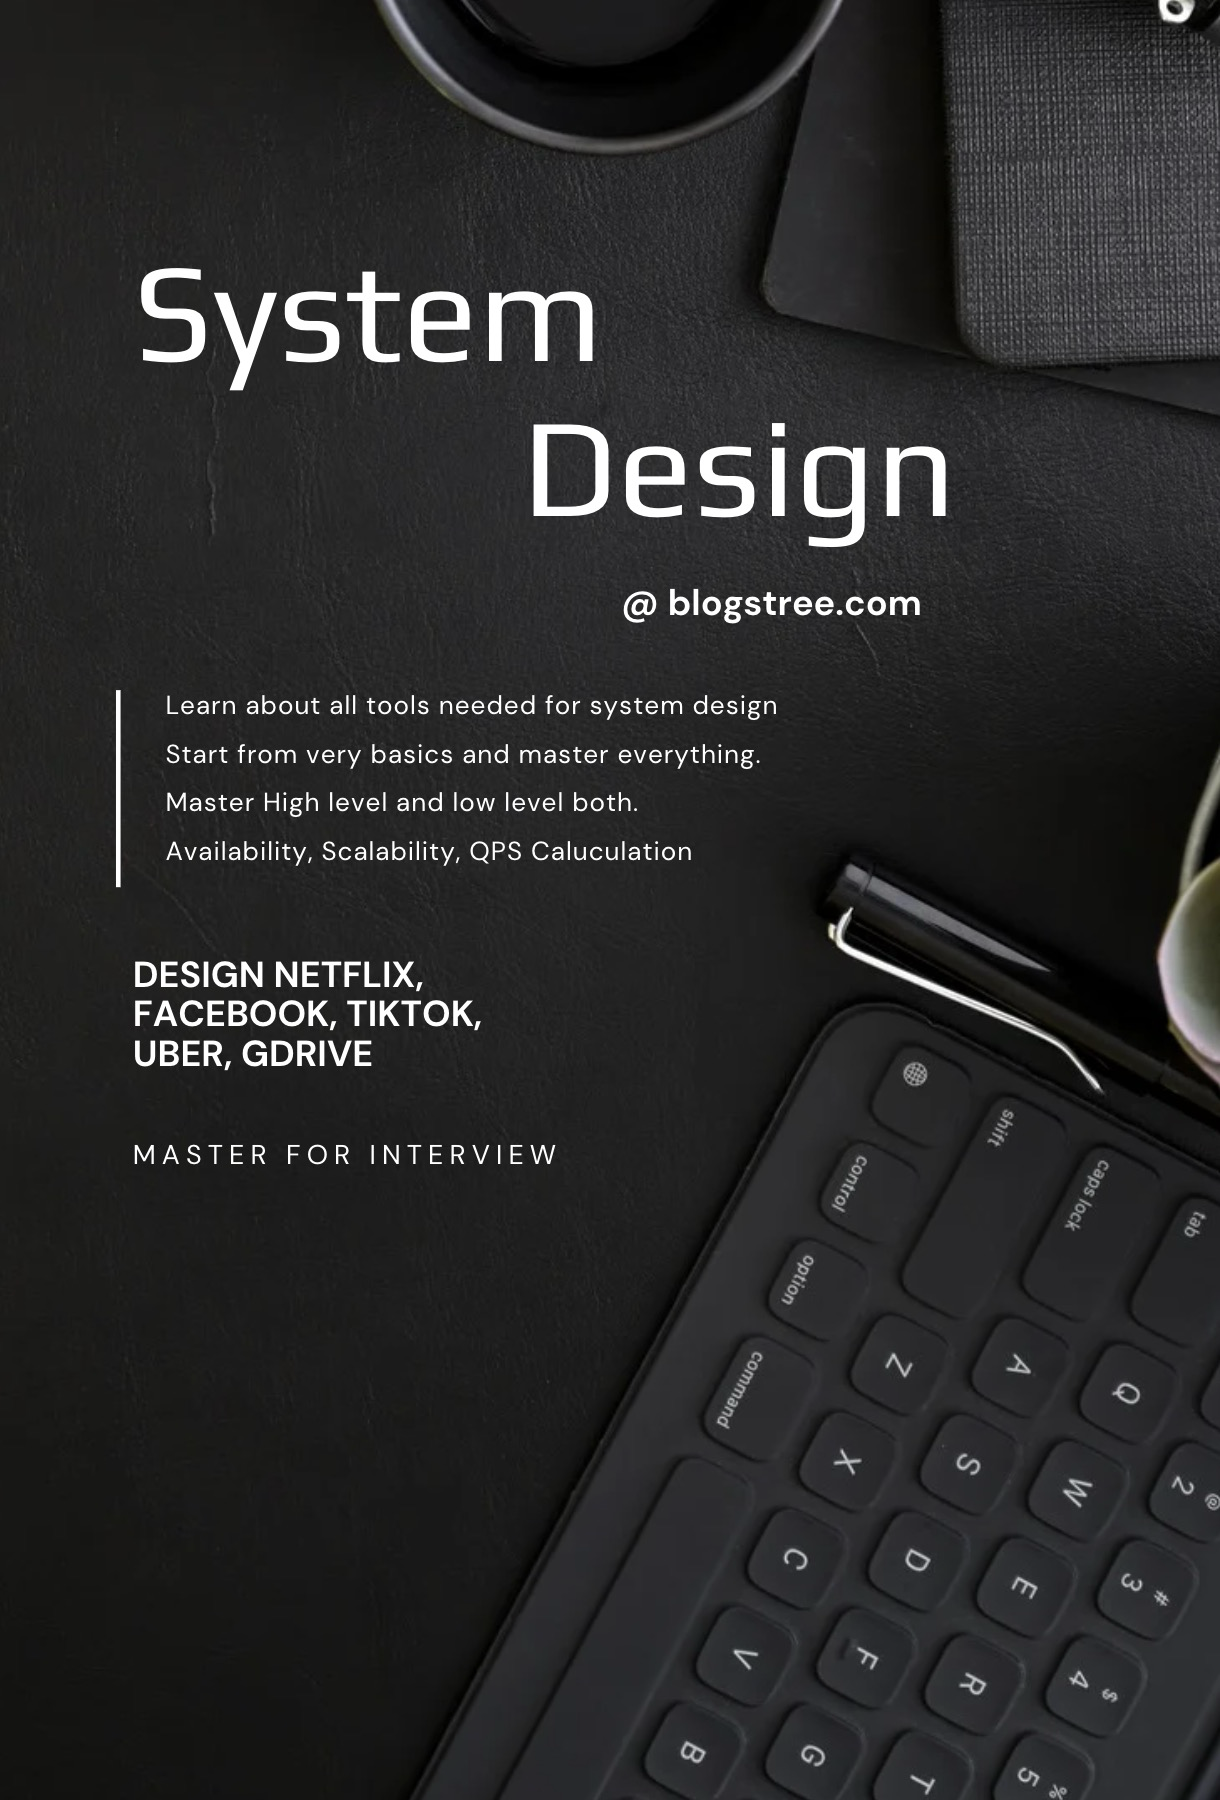 System
Design
@ blogstree.com
Learn about all tools needed for system design
Start from very basics and master everything.
Master High level and low level both.
Availability, Scalability, QPS Caluculation
DESIGN NETFLIX,
FACEBOOK, TIKTOK,
UBER, GDRIVE
MASTER FOR INTERVIEW
shift
control
caps lock
tab
option
command
Z
A
Q
X
S
W
2 @
C
D
E
3 #
V
F
R
4 $
B
G
T
5 %